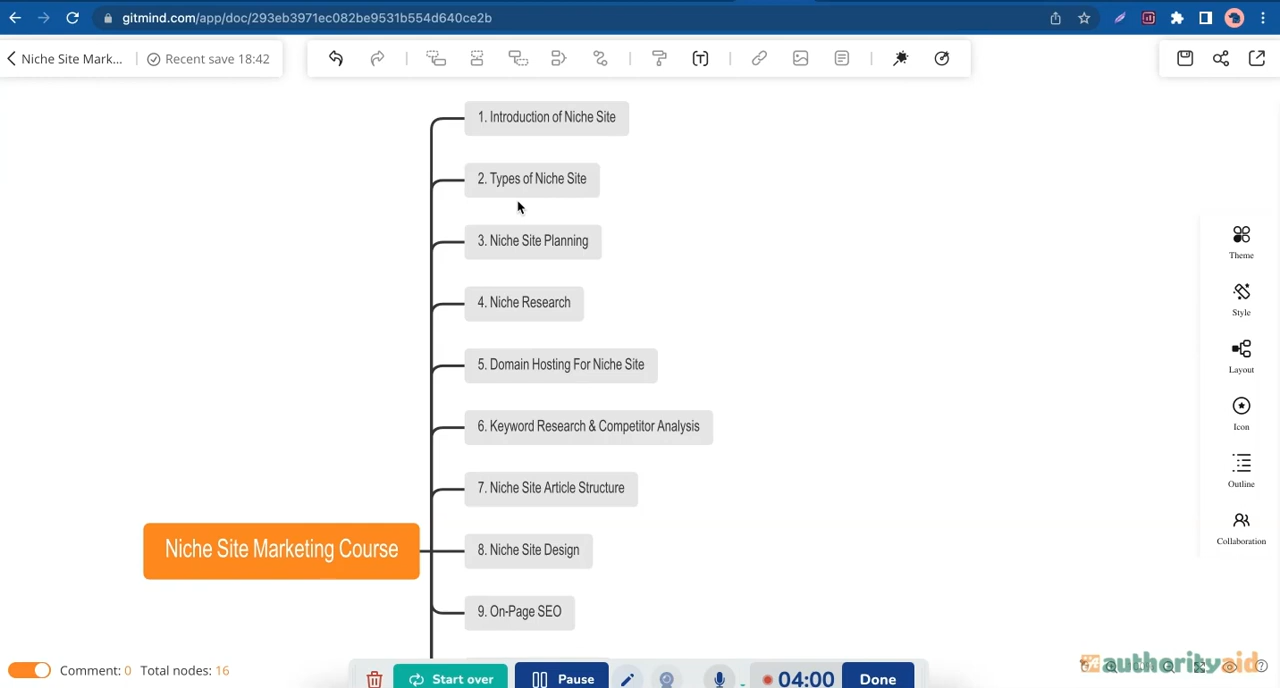 gitmind.com/app/doc/293eb3971ec082be9531b554d640ce2b
Niche Site Mark...
Recent save 18:42
1. Introduction of Niche Site
2. Types of Niche Site
3. Niche Site Planning
4. Niche Research
5. Domain Hosting For Niche Site
6. Keyword Research & Competitor Analysis
7. Niche Site Article Structure
Niche Site Marketing Course
8. Niche Site Design
9. On-Page SEO
Theme
Style
Layout
Icon
Outline
Collaboration
Comment: 0 Total nodes: 16
Start over
Pause
04:00
Done
authorityaid